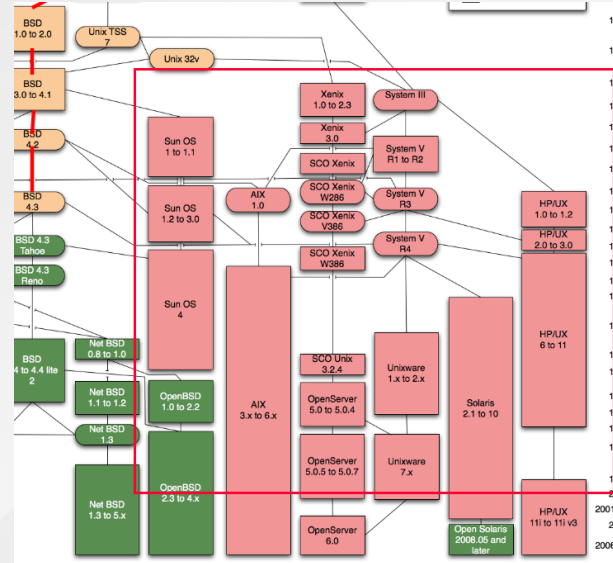 BSD
1.0 to 2.0
Unix TSS
7
Unix 32v
BSD
3.0 to 4.1
Xenix
1.0 to 2.3
System III
Sun OS
1 to 1.1
Xenix
3.0
BSD
4.2
System V
R1 to R2
SCO Xenix
SCO Xenix
W286
AIX
1.0
System V
R3
BSD
4.3
Sun OS
1.2 to 3.0
HP/UX
1.0 to 1.2
SCO Xenix
V386
BSD 4.3
Tahoe
System V
R4
HP/UX
2.0 to 3.0
SCO Xenix
W386
BSD 4.3
Reno
Sun OS
4
HP/UX
6 to 11
Net BSD
0.8 to 1.0
BSD
4 to 4.4 lite
2
SCO Unix
3.2.4
Unixware
1.x to 2.x
Net BSD
1.1 to 1.2
OpenBSD
1.0 to 2.2
AIX
3.x to 6.x
OpenServer
5.0 to 5.0.4
Solaris
2.1 to 10
Net BSD
1.3
OpenServer
5.0.5 to 5.0.7
Unixware
7.x
OpenBSD
2.3 to 4.x
Net BSD
1.3 to 5.x
HP/UX
11i to 11i v3
2001
OpenServer
6.0
Open Solaris
2008.05 and
later
2006